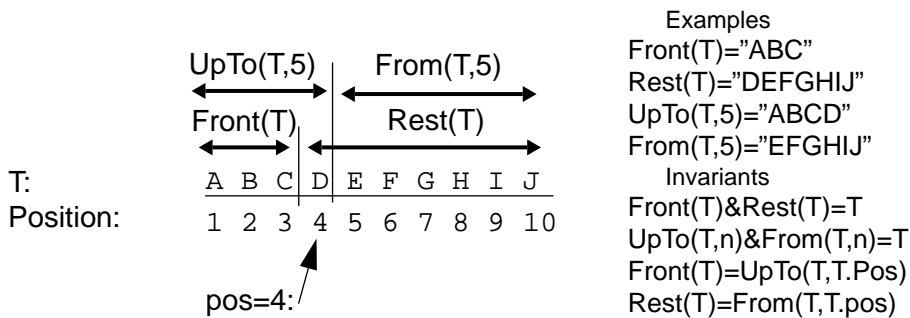 UpTo(T,5) From(T,5)
Front(T) Rest(T)
T: A B C D E F G H I J
Position: 1 2 3 4 5 6 7 8 9 10
pos=4:
Examples
Front(T)=”ABC”
Rest(T)=”DEFGHIJ”
UpTo(T,5)=”ABCD”
From(T,5)=”EFGHIJ”
Invariants
Front(T)&Rest(T)=T
UpTo(T,n)&From(T,n)=T
Front(T)=UpTo(T,T.Pos)
Rest(T)=From(T,T.pos)